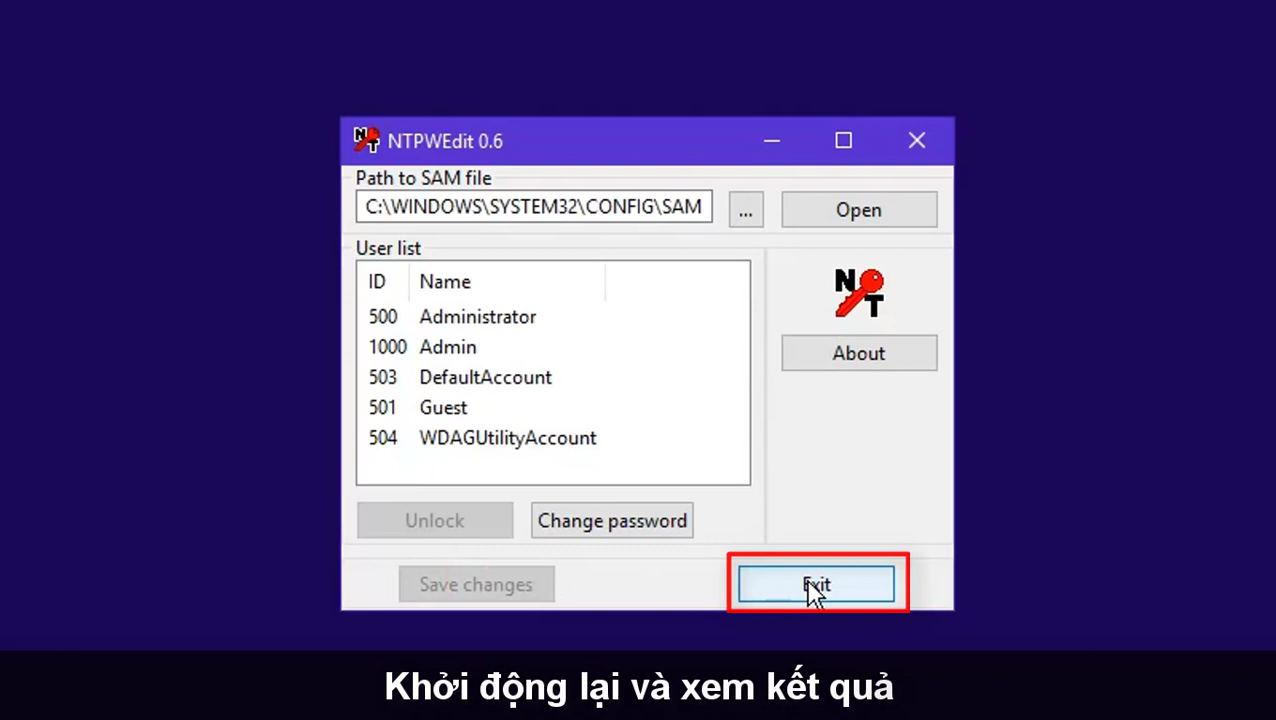 NTPWEdit 0.6
Path to SAM file
C:\WINDOWS\SYSTEM32\CONFIG\SAM
...
Open
User list
ID Name
500 Administrator
1000 Admin
503 DefaultAccount
501 Guest
504 WDAGUtilityAccount
N T
About
Unlock
Change password
Save changes
Exit
Khởi động lại và xem kết quả